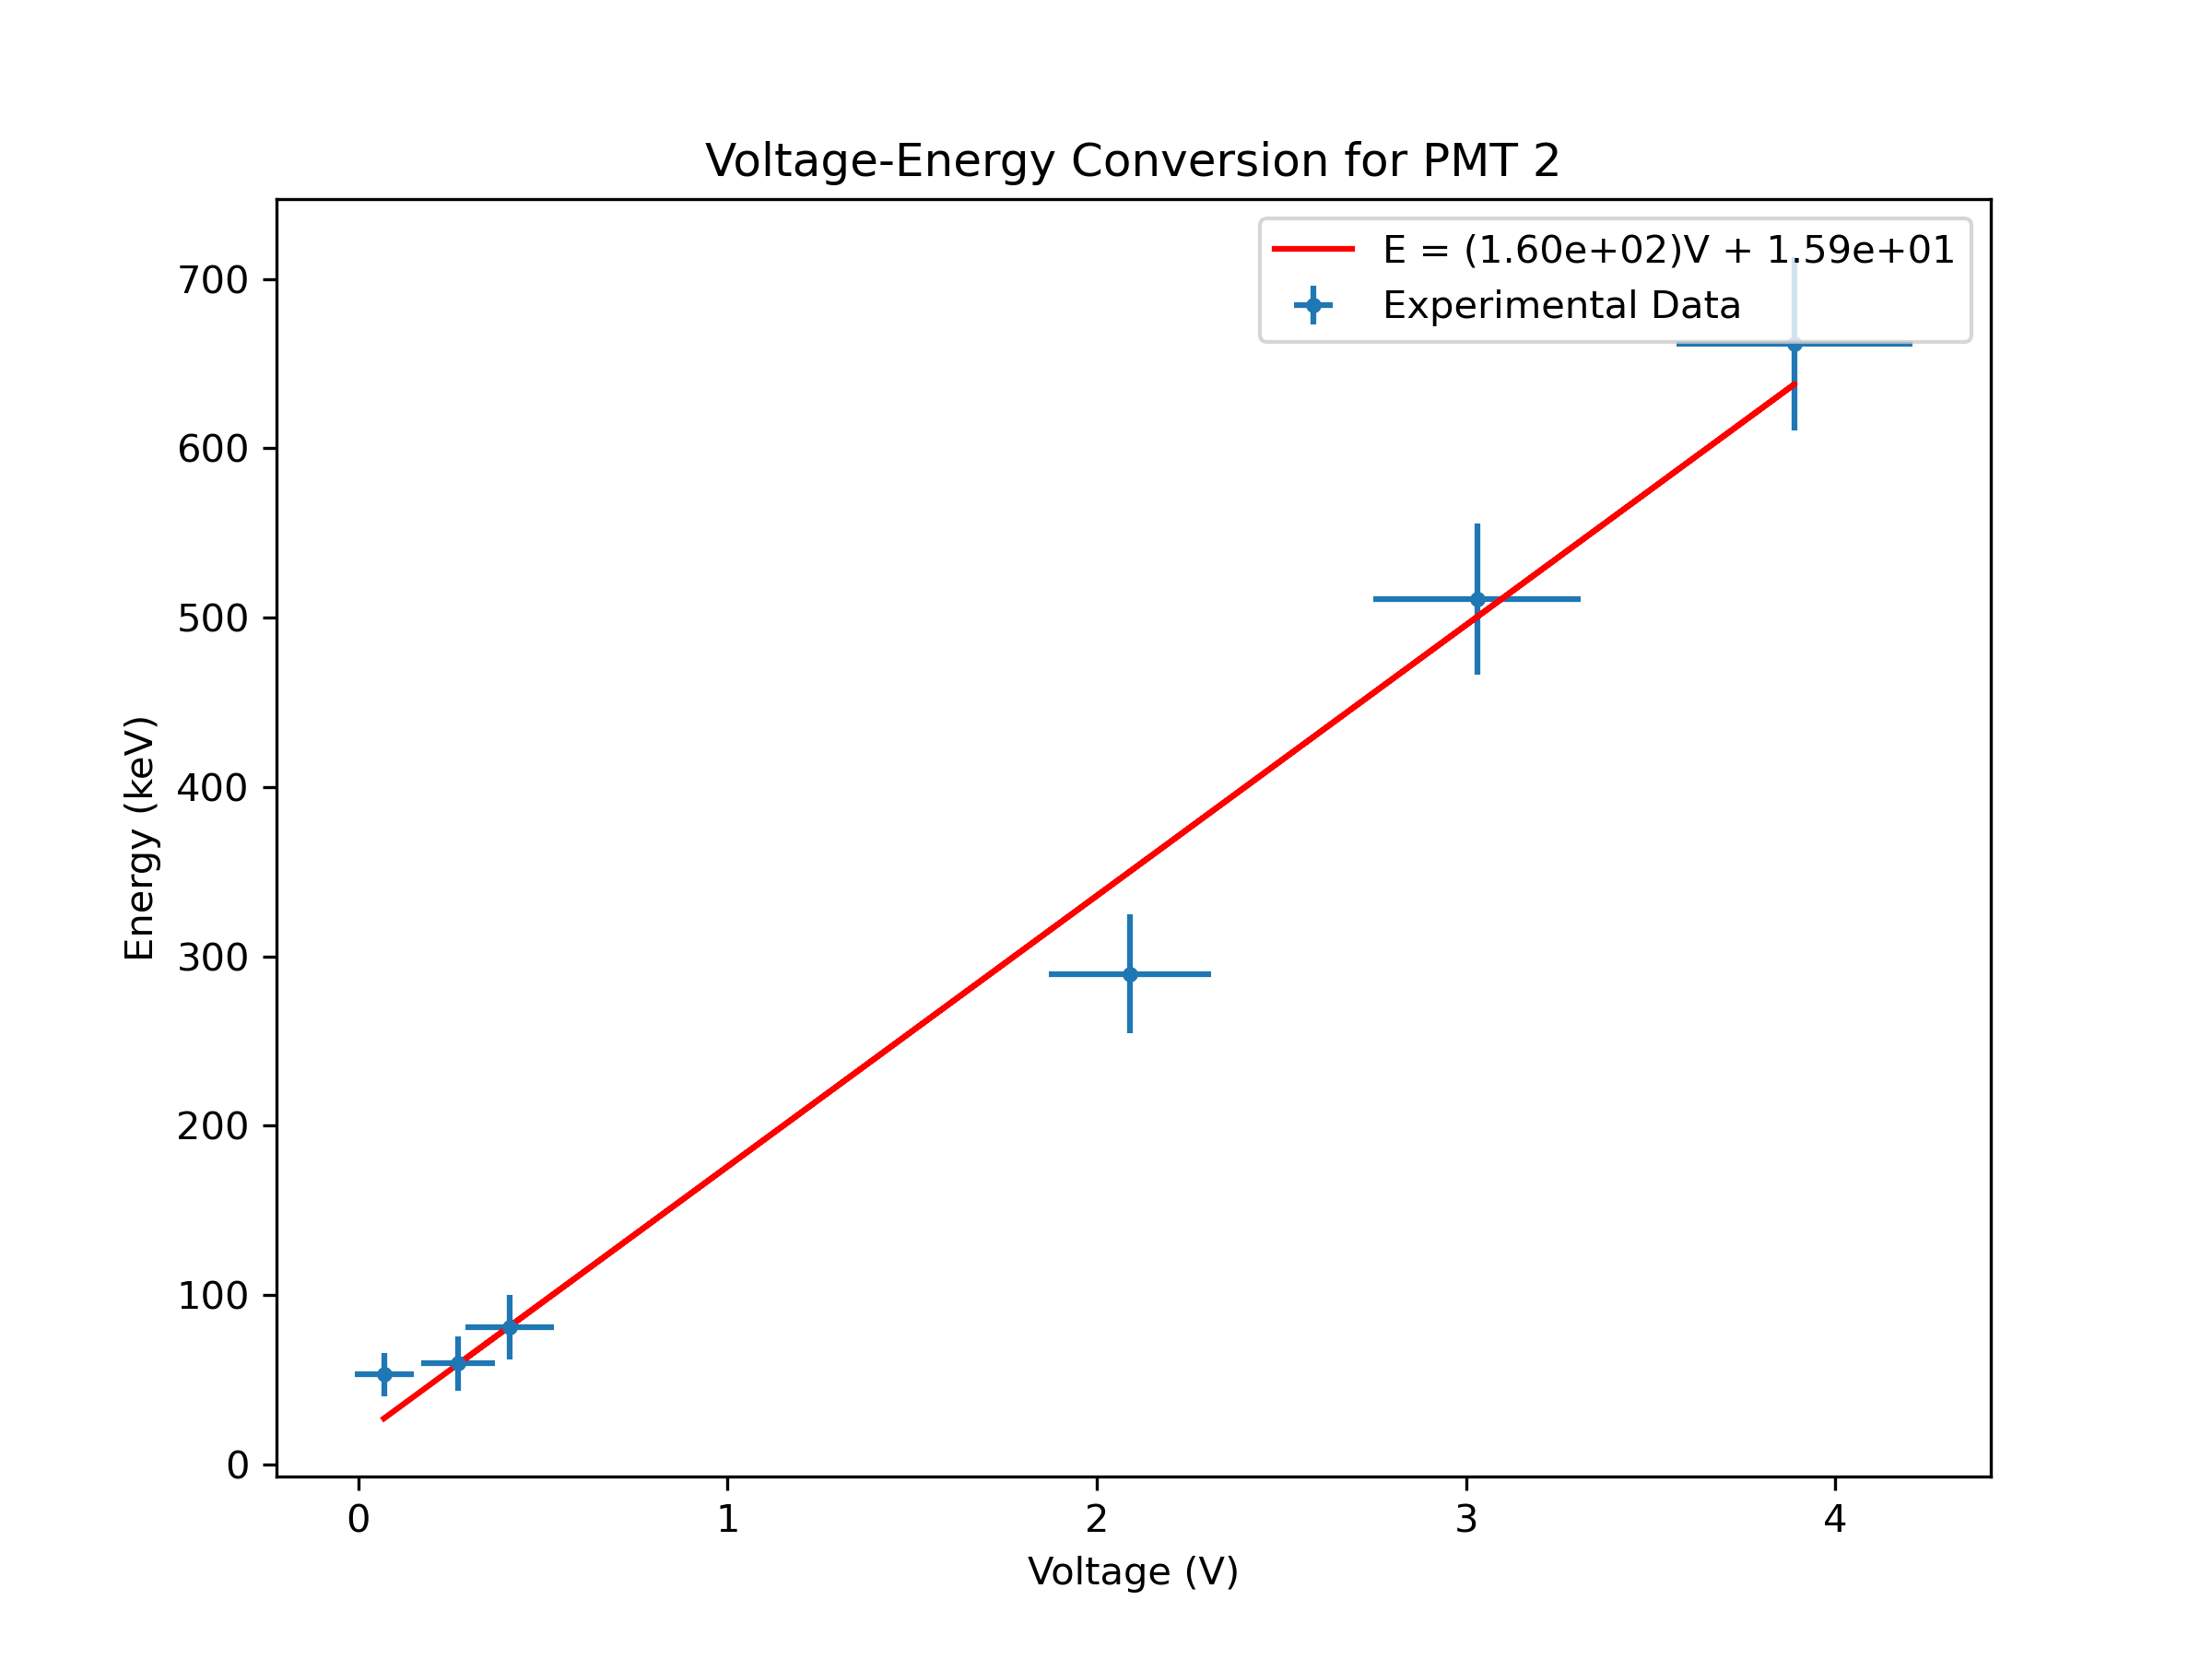 Voltage-Energy Conversion for PMT 2
E = (1.60e+02)V + 1.59e+01
Experimental Data
700
600
500
400
300
200
100
0
Energy (keV)
0 1 2 3 4
Voltage (V)